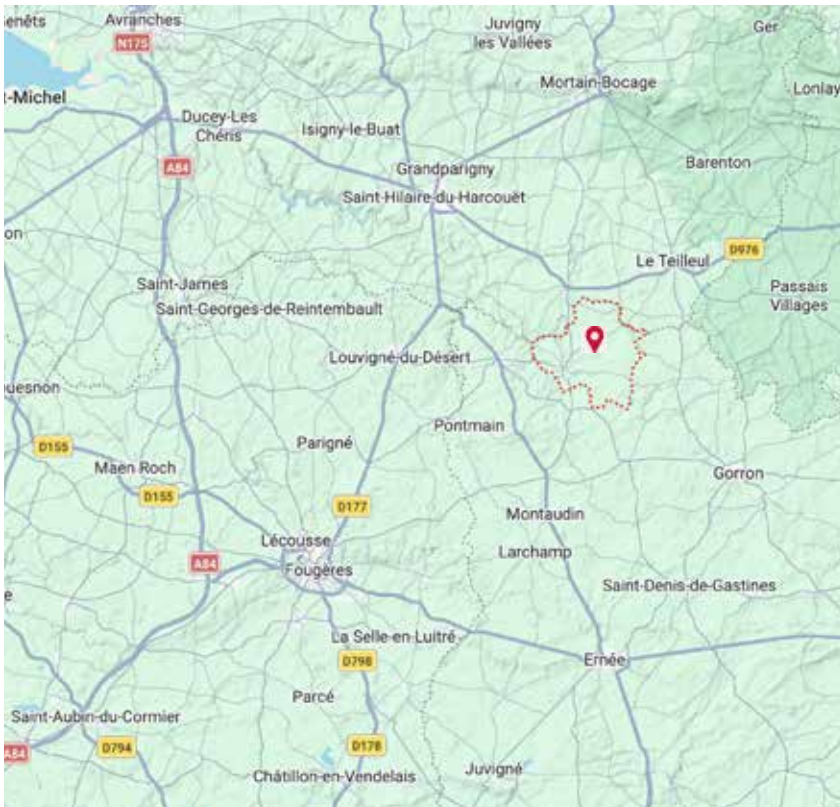 enêts
Avranches
N175
Juvigny
les Vallées
Ger
t-Michel
Mortain-Bocage
Lonlay
Ducey-Les
Chéris
Isigny-le-Buat
A84
Grandparigny
Barenton
Saint-Hilaire-du-Harcouët
on
D976
Le Teilleul
Saint-James
Passais
Villages
Saint-Georges-de-Reintembault
Louvigné-du-Désert
uesnon
Pontmain
D155
Parigné
Maen Roch
D155
Gorron
D177
Montaudin
Lécousse
Larchamp
A84
Fougères
Saint-Denis-de-Gastines
e
La Selle-en-Luitré
D798
Ernée
Parcé
Saint-Aubin-du-Cormier
A84
D794
D178
Châtillon-en-Vendelais
Juvigné